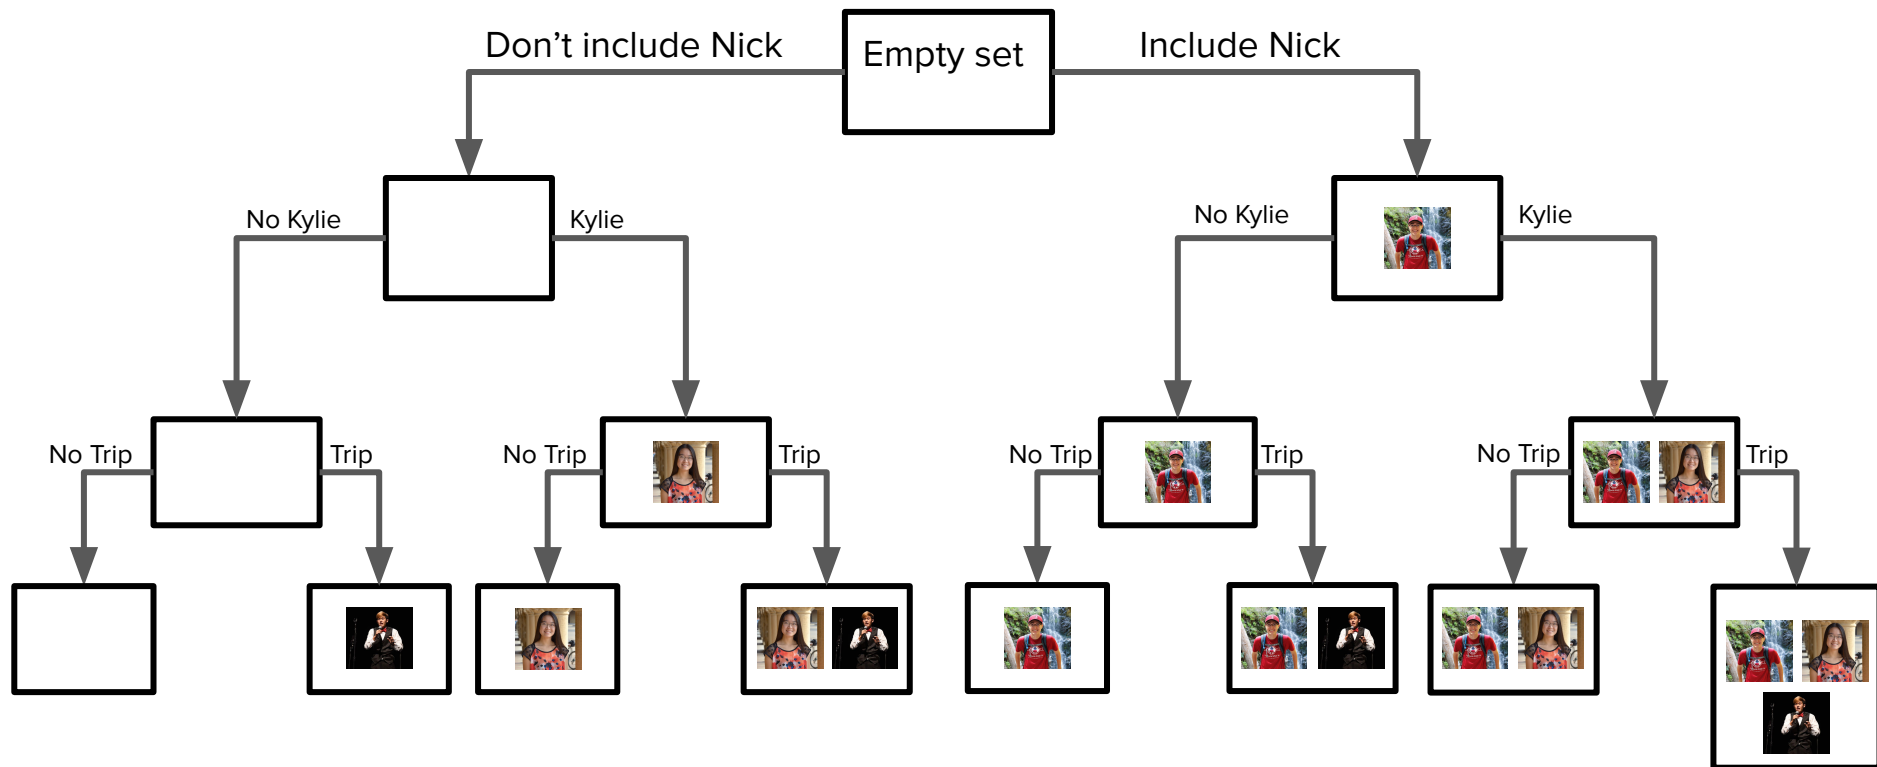 Don't include Nick
Empty set
Include Nick
No Kylie
Kylie
No Kylie
Kylie
No Trip
Trip
No Trip
Trip
No Trip
Trip
No Trip
Trip